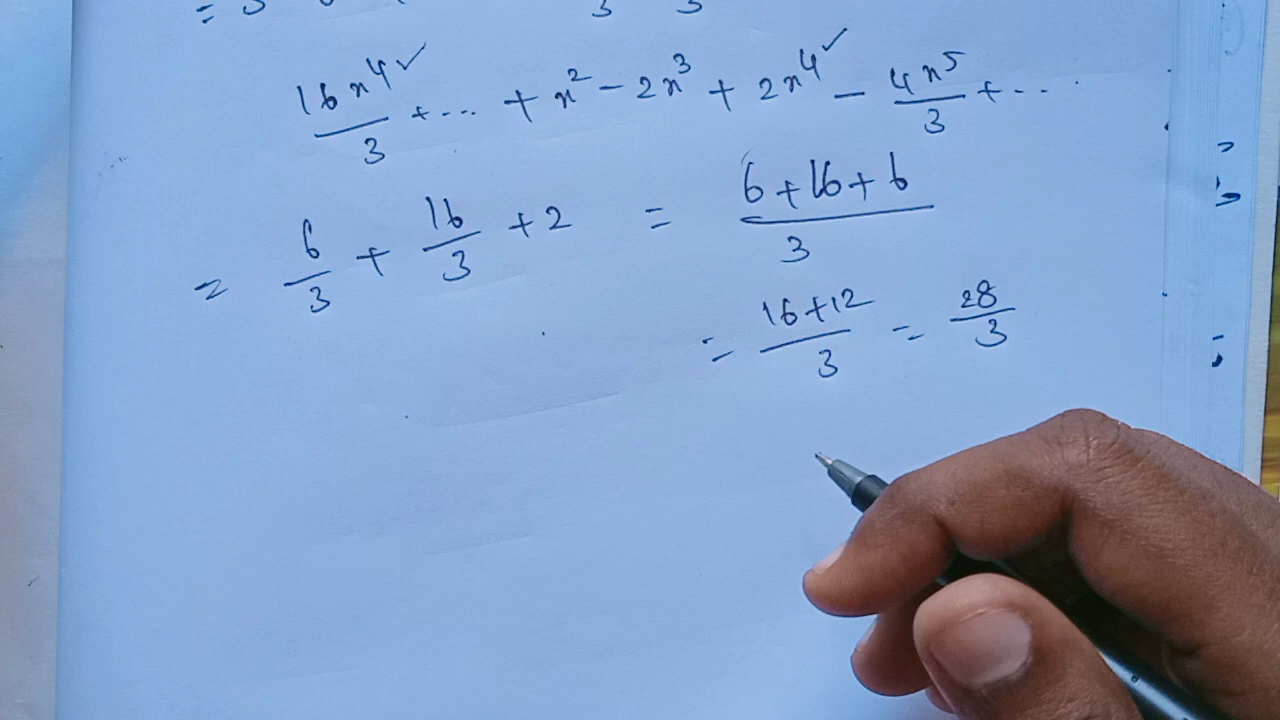 16x⁴✓/3 + ... + x² - 2x³ + 2x⁴✓ - 4x⁵/3 + ...
= 6/3 + 16/3 + 2 = (6+16+6)/3
= (16+12)/3 = 28/3